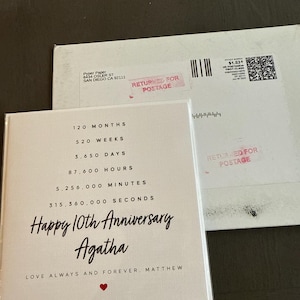 RETURNED FOR
POSTAGE
RETURNED FOR
POSTAGE
120 MONTHS
520 WEEKS
3,650 DAYS
87,600 HOURS
5,256,000 MINUTES
315,360,000 SECONDS
Happy 10th Anniversary
Agatha
LOVE ALWAYS AND FOREVER, MATTHEW